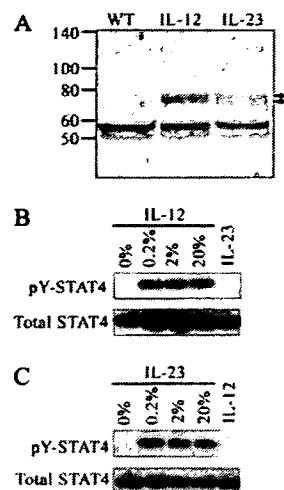 A
WT IL-12 IL-23
140
100
80
60
50
B
IL-12
0% 0.2% 2% 20% IL-23
pY-STAT4
Total STAT4
C
IL-23
0% 0.2% 2% 20% IL-12
pY-STAT4
Total STAT4